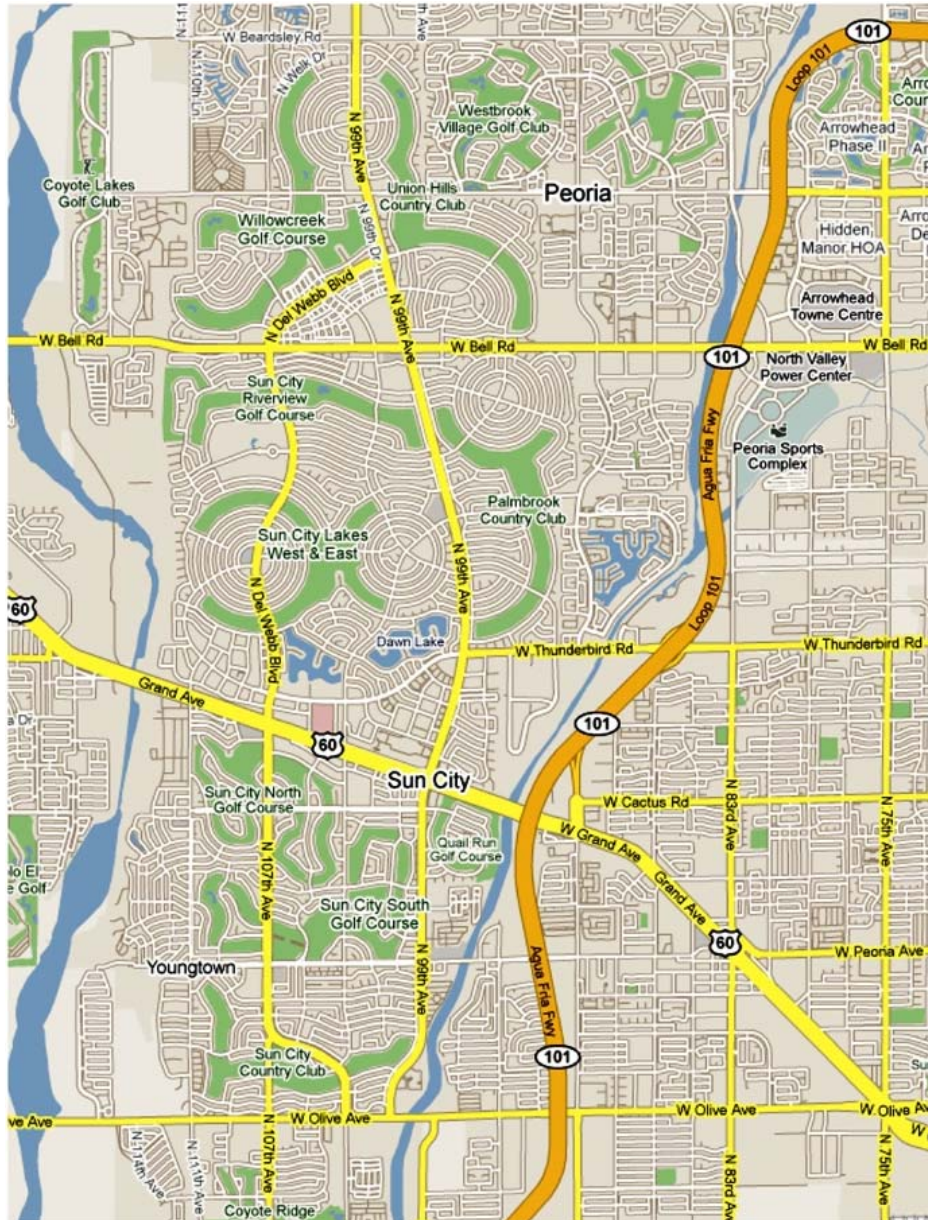 101
W Beardsley Rd
N 110th Ln
N Welk Dr
Loop 101
N 99th Ave
Westbrook
Village Golf Club
Arrowhead
Phase II
Coyote Lakes
Golf Club
Union Hills
Country Club
Peoria
Willowcreek
Golf Course
N 99th Dr
Hidden
Manor HOA
N Del Webb Blvd
N 99th Ave
Arrowhead
Towne Centre
W Bell Rd
W Bell Rd
101
W Bell Rd
North Valley
Power Center
Sun City
Riverview
Golf Course
Agua Fria Fwy
Peoria Sports
Complex
Palmbrook
Country Club
Sun City Lakes
West & East
N 99th Ave
N Del Webb Blvd
Loop 101
60
Dawn Lake
W Thunderbird Rd
W Thunderbird Rd
Grand Ave
101
60
Sun City
Sun City North
Golf Course
W Cactus Rd
N 83rd Ave
N 75th Ave
Quail Run
Golf Course
W Grand Ave
N 107th Ave
Grand Ave
Sun City South
Golf Course
60
W Peoria Ave
Youngtown
N 99th Ave
Agua Fria Fwy
Sun City
Country Club
101
ve Ave
W Olive Ave
W Olive Ave
W Olive Ave
N 114th Ave
N 111th Ave
N 107th Ave
N 83rd Ave
N 75th Ave
Coyote Ridge